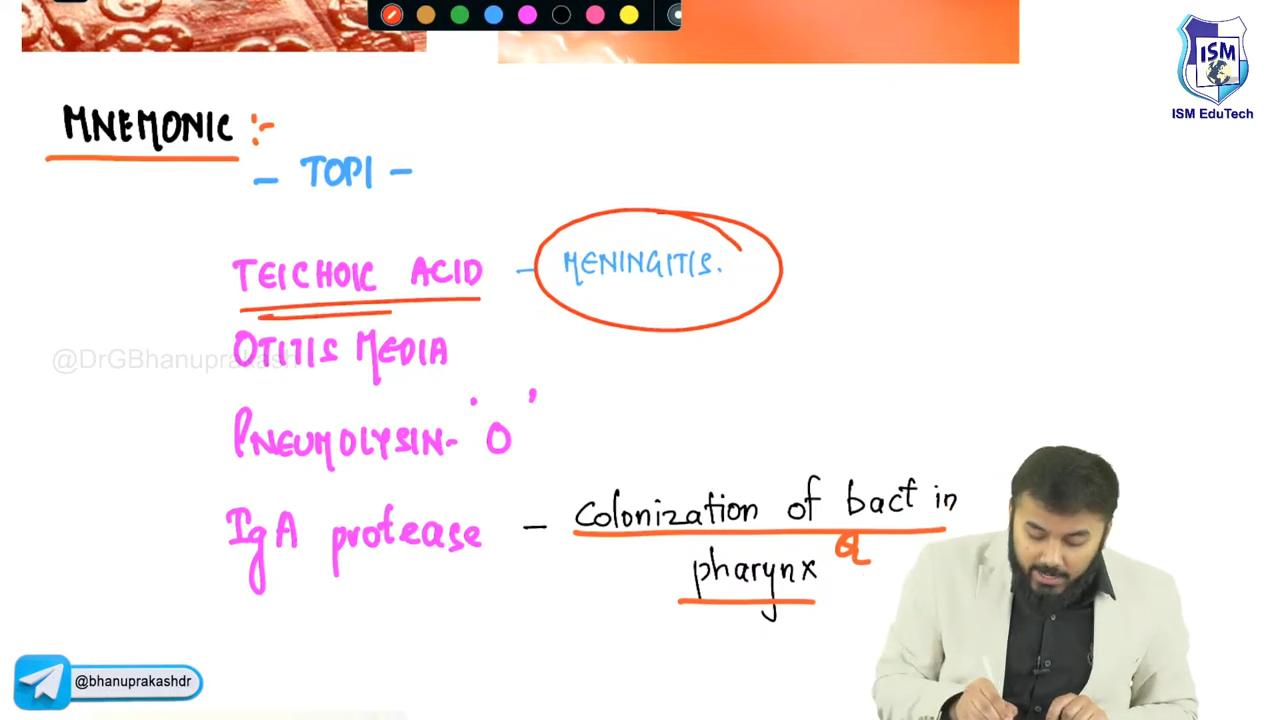 ISM
ISM EduTech
MNEMONIC :-
- TOPI -
TEICHOIC ACID - MENINGITIS.
OTITIS MEDIA
@DrGBhanuprakash
PNEUMOLYSIN- 'O'
IgA protease - Colonization of bact in
pharynx Q
@bhanuprakashdr